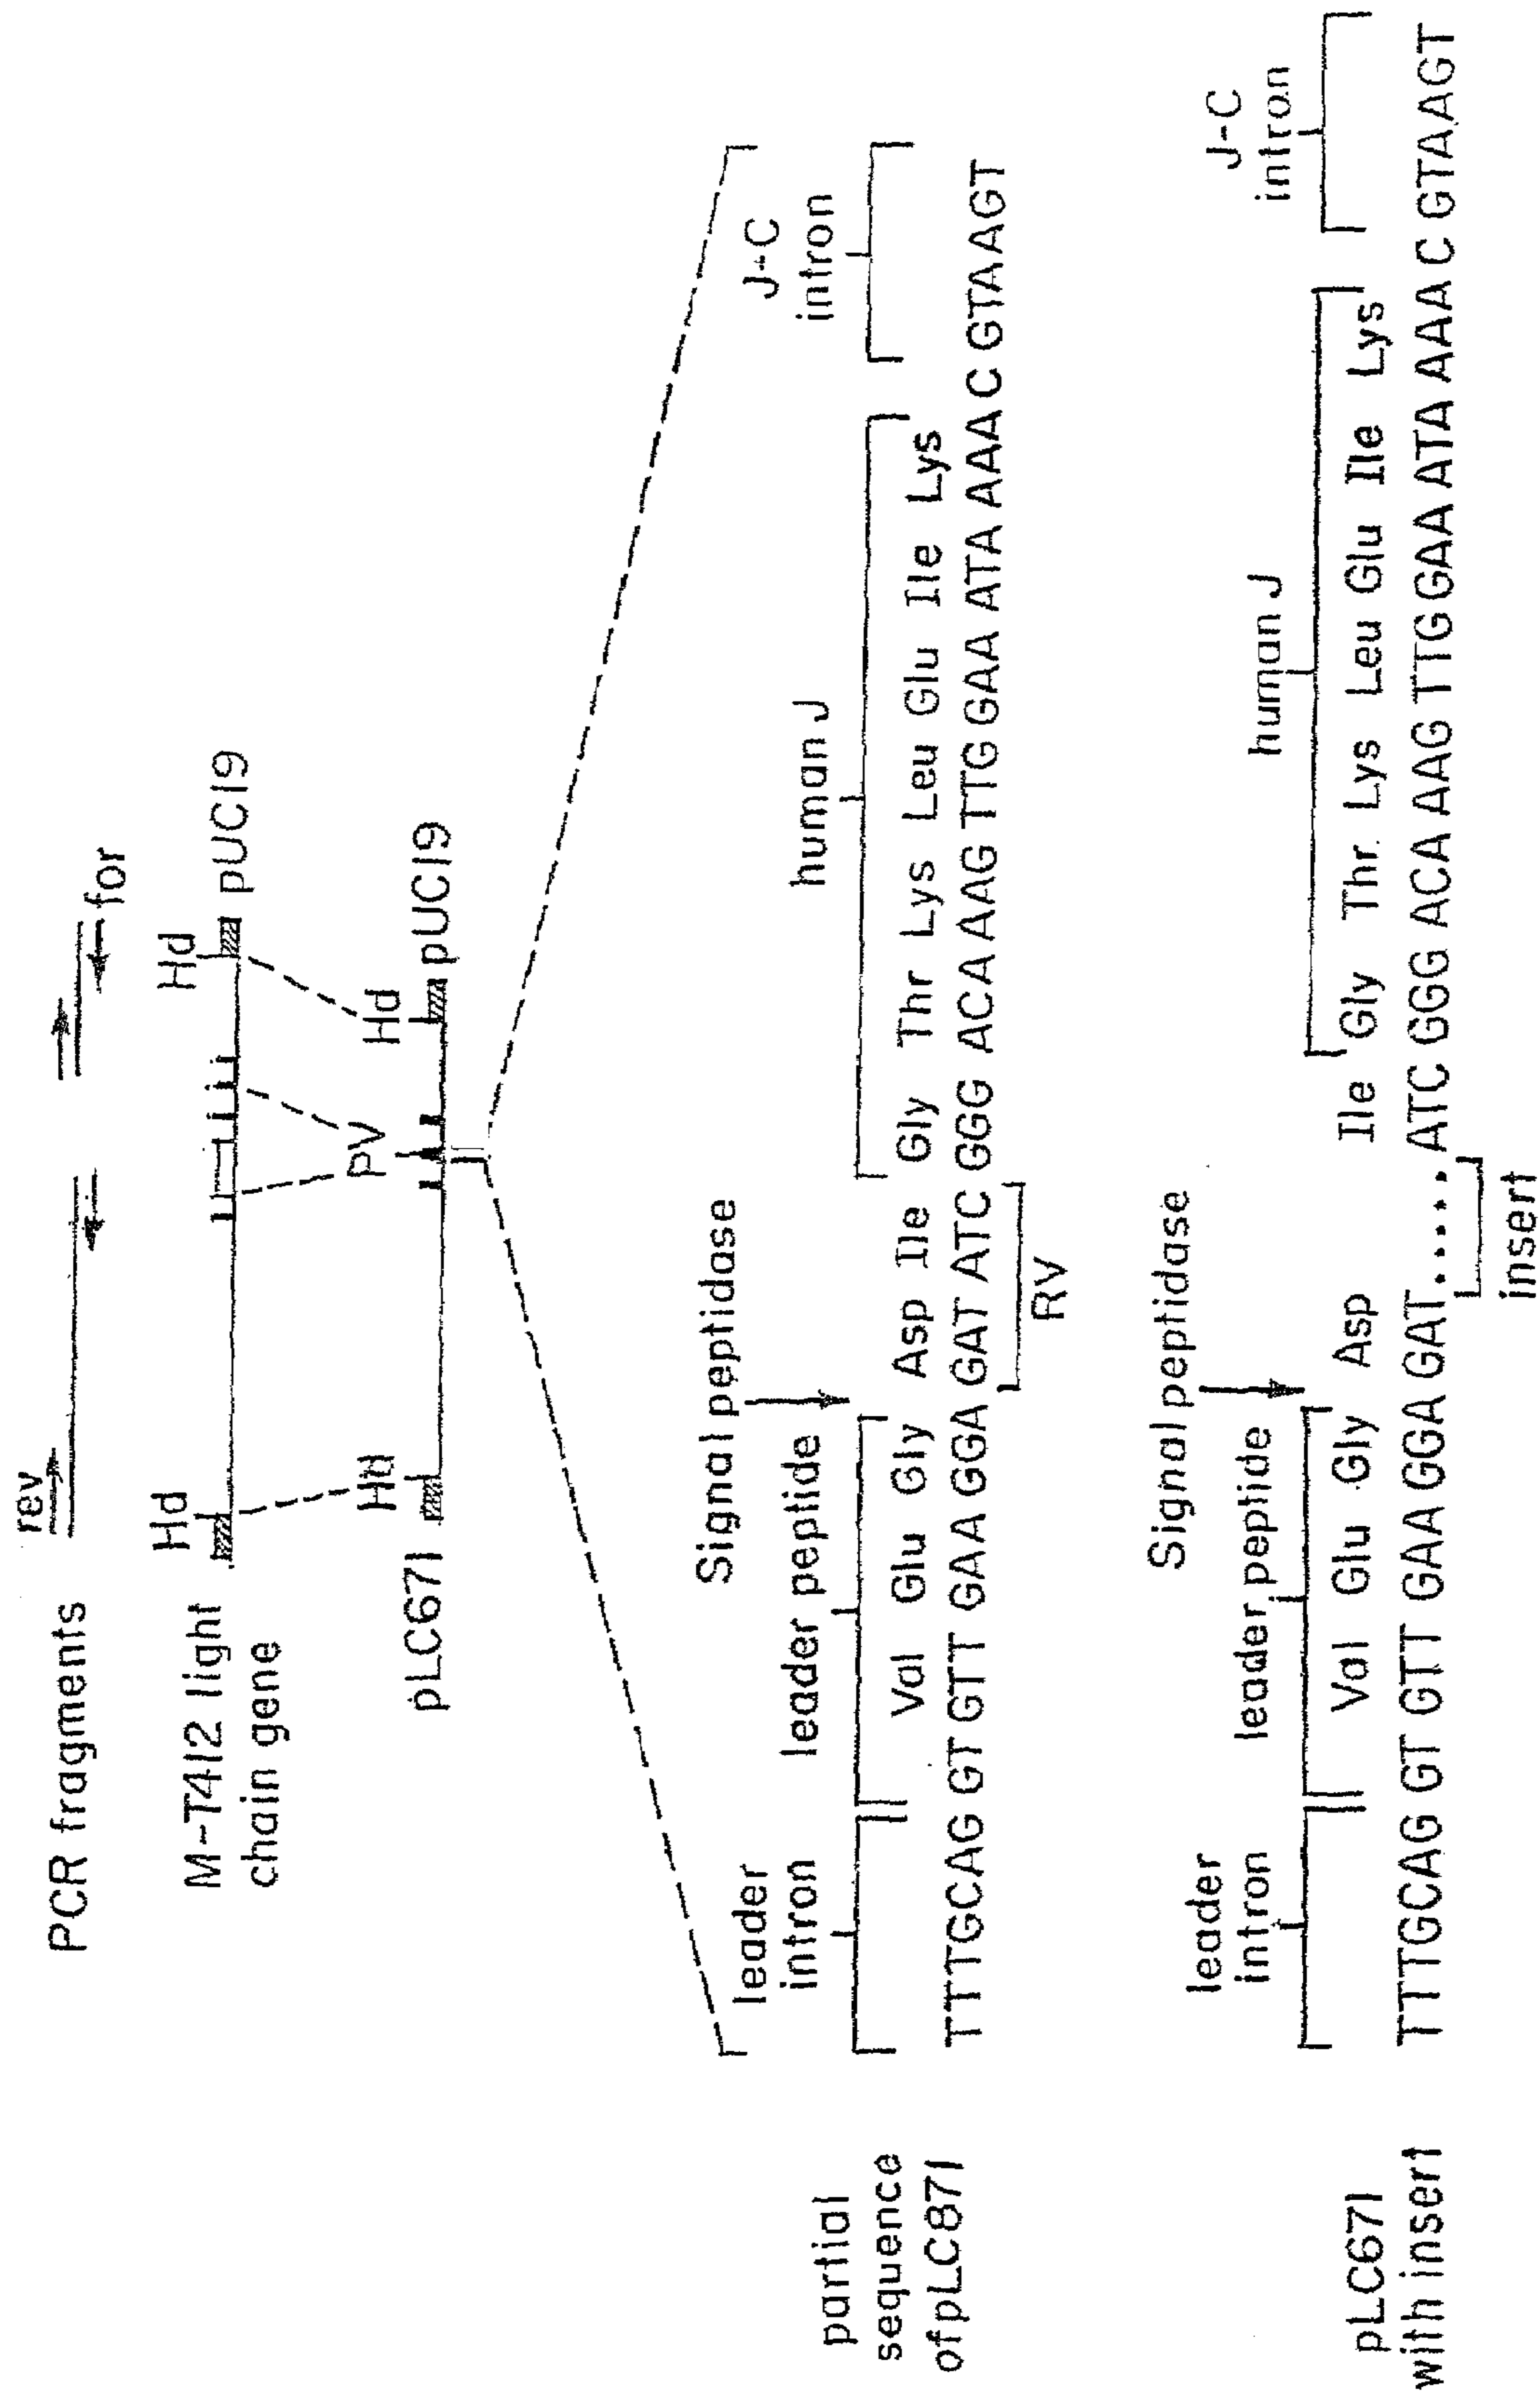 PCR fragments
rev
for
M-T412 light
chain gene
Hd
Hd
pUC19
PV
pLC671
Hd
Hd
pUC19
partial
sequence
of pLC871
leader
intron
leader peptide
Signal peptidase
human J
J-C
intron
Val Glu Gly Asp Ile Gly Thr Lys Leu Glu Ile Lys
TTTGCAG GT GTT GAA GGA GAT ATC GGG ACA AAG TTG GAA ATA AAA C GTAAGT
RV
pLC671
with insert
leader
intron
leader peptide
Signal peptidase
human J
J-C
intron
Val Glu Gly Asp Ile Gly Thr Lys Leu Glu Ile Lys
TTTGCAG GT GTT GAA GGA GAT.....ATC GGG ACA AAG TTG GAA ATA AAA C GTAAGT
insert